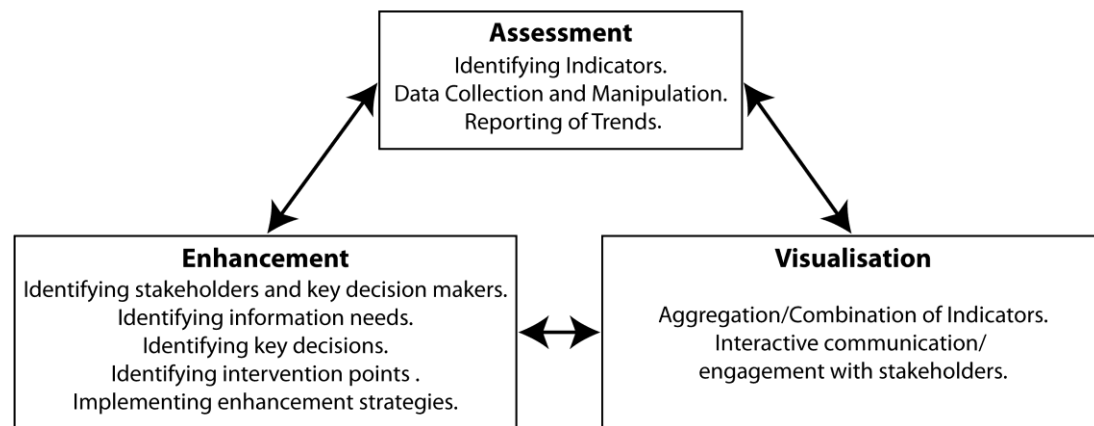 Assessment
Identifying Indicators.
Data Collection and Manipulation.
Reporting of Trends.
Enhancement
Identifying stakeholders and key decision makers.
Identifying information needs.
Identifying key decisions.
Identifying intervention points .
Implementing enhancement strategies.
Visualisation
Aggregation/Combination of Indicators.
Interactive communication/
engagement with stakeholders.